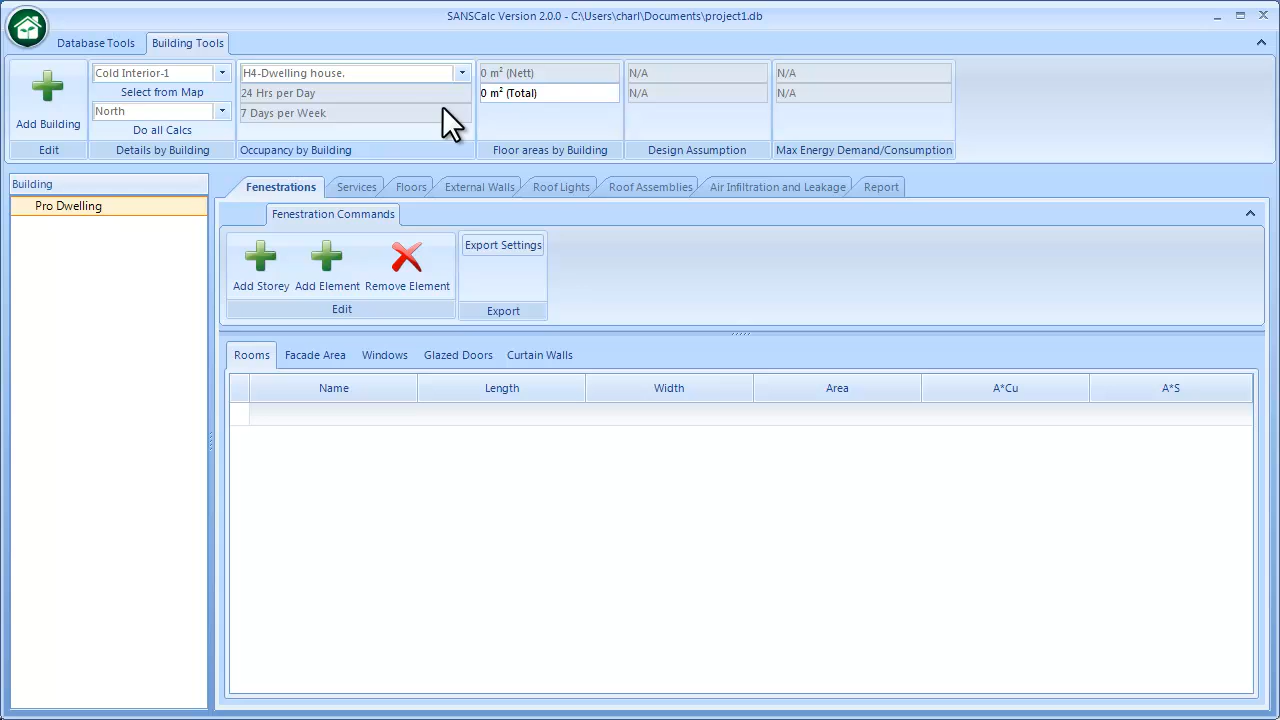 SANSCalc Version 2.0.0 - C:\Users\charl\Documents\project1.db
Database Tools
Building Tools
Add Building
Edit
Cold Interior-1
Select from Map
North
Do all Calcs
Details by Building
H4-Dwelling house.
24 Hrs per Day
7 Days per Week
Occupancy by Building
0 m² (Nett)
0 m² (Total)
Floor areas by Building
N/A
N/A
Design Assumption
N/A
N/A
Max Energy Demand/Consumption
Building
Pro Dwelling
Fenestrations
Services
Floors
External Walls
Roof Lights
Roof Assemblies
Air Infiltration and Leakage
Report
Fenestration Commands
Add Storey
Add Element
Remove Element
Edit
Export Settings
Export
Rooms
Facade Area
Windows
Glazed Doors
Curtain Walls
Name
Length
Width
Area
A*Cu
A*S